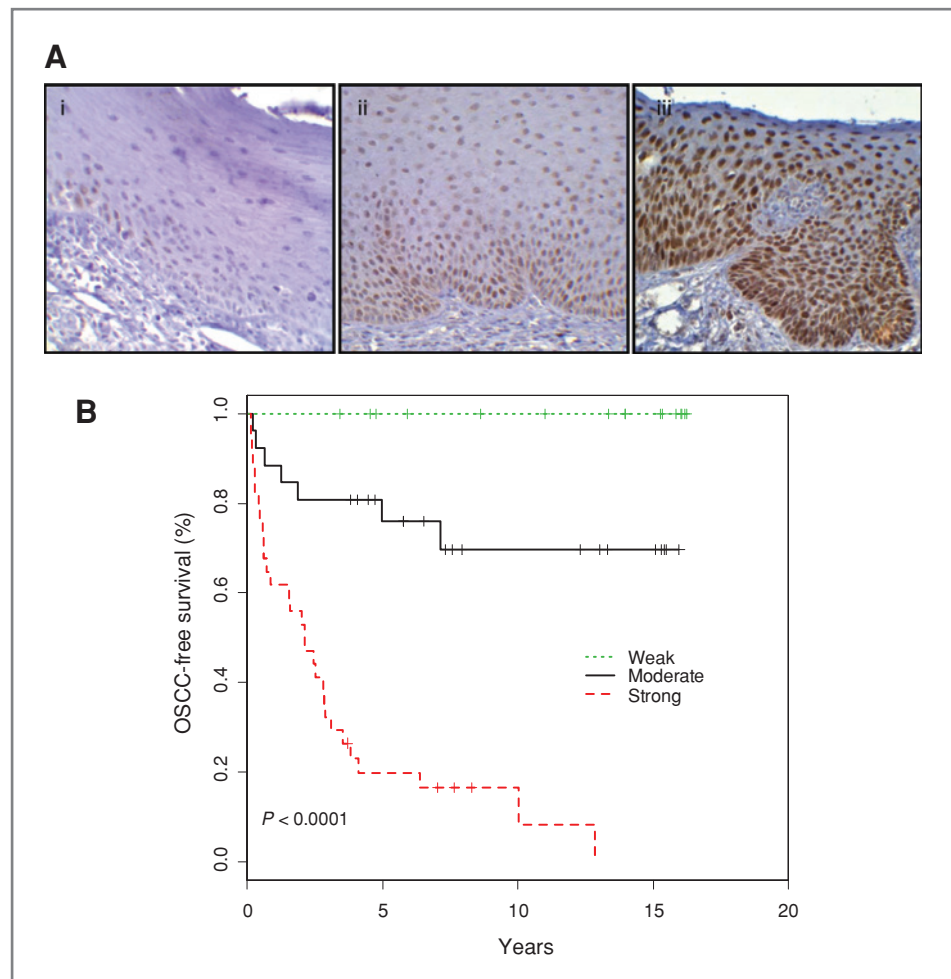 A
i ii iii
B
OSCC-free survival (%)
1.0
0.8
0.6
0.4
0.2
0.0
Weak
Moderate
Strong
P < 0.0001
0 5 10 15 20
Years